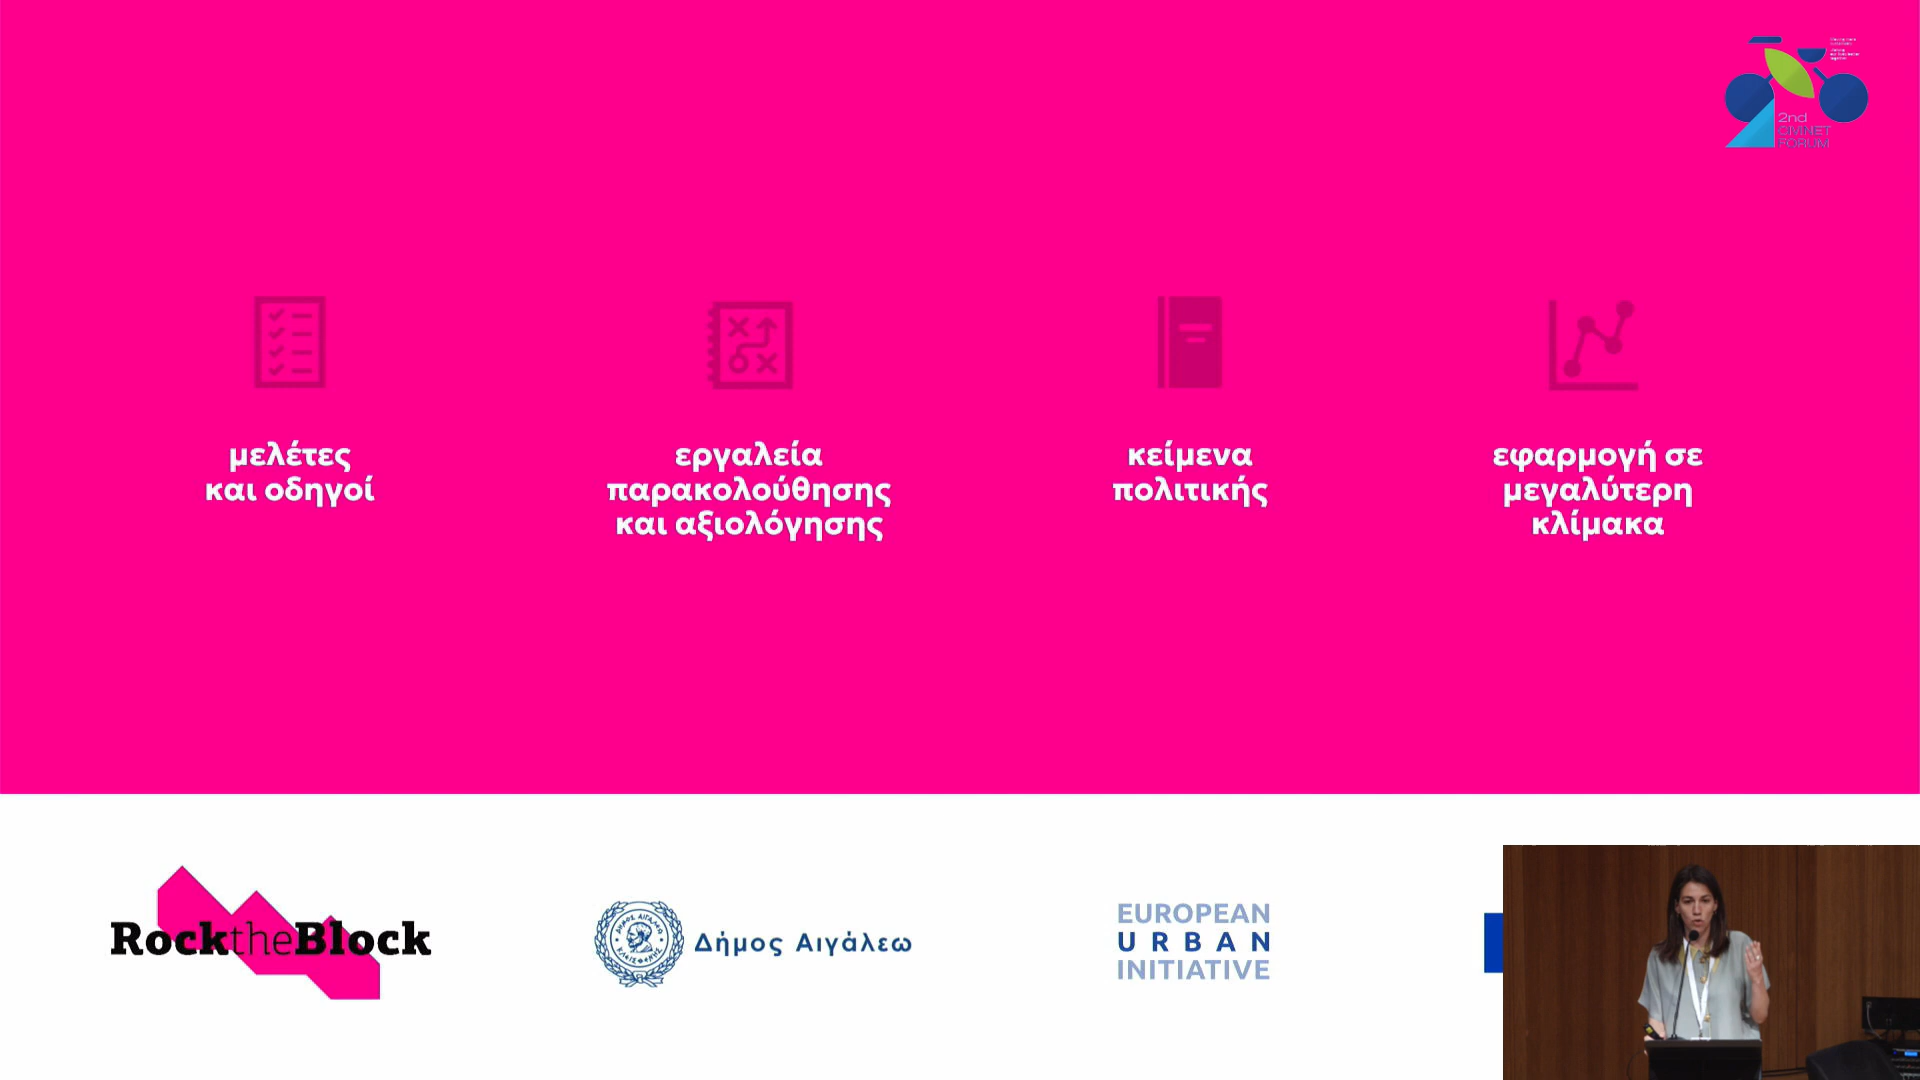 2nd
CIVINET
FORUM
μελέτες
και οδηγοί
εργαλεία
παρακολούθησης
και αξιολόγησης
κείμενα
πολιτικής
εφαρμογή σε
μεγαλύτερη
κλίμακα
RocktheBlock
Δήμος Αιγάλεω
EUROPEAN
URBAN
INITIATIVE